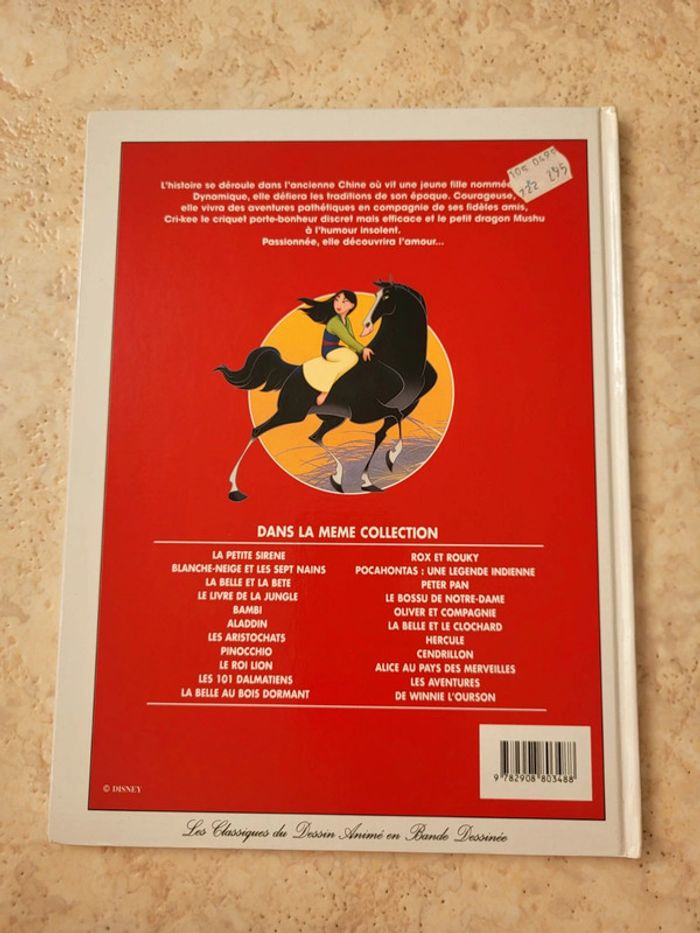 L'histoire se déroule dans l'ancienne Chine où vit une jeune fille nommée
Dynamique, elle défiera les traditions de son époque. Courageuse,
elle vivra des aventures pathétiques en compagnie de ses fidèles amis,
Cri-kee le criquet porte-bonheur discret mais efficace et le petit dragon Mushu
à l'humour insolent.
Passionnée, elle découvrira l'amour...
DANS LA MEME COLLECTION
LA PETITE SIRENE
BLANCHE-NEIGE ET LES SEPT NAINS
LA BELLE ET LA BETE
LE LIVRE DE LA JUNGLE
BAMBI
ALADDIN
LES ARISTOCHATS
PINOCCHIO
LE ROI LION
LES 101 DALMATIENS
LA BELLE AU BOIS DORMANT
ROX ET ROUKY
POCAHONTAS : UNE LEGENDE INDIENNE
PETER PAN
LE BOSSU DE NOTRE-DAME
OLIVER ET COMPAGNIE
LA BELLE ET LE CLOCHARD
HERCULE
CENDRILLON
ALICE AU PAYS DES MERVEILLES
LES AVENTURES
DE WINNIE L'OURSON
9 782908 803488
© DISNEY
Les Classiques du Dessin Animé en Bande Dessinée